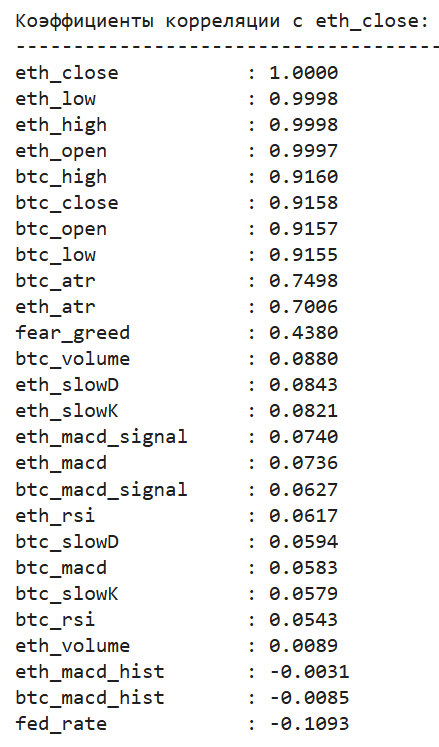 Коэффициенты корреляции с eth_close:
----------------------------------------
eth_close : 1.0000
eth_low : 0.9998
eth_high : 0.9998
eth_open : 0.9997
btc_high : 0.9160
btc_close : 0.9158
btc_open : 0.9157
btc_low : 0.9155
btc_atr : 0.7498
eth_atr : 0.7006
fear_greed : 0.4380
btc_volume : 0.0880
eth_slowD : 0.0843
eth_slowK : 0.0821
eth_macd_signal : 0.0740
eth_macd : 0.0736
btc_macd_signal : 0.0627
eth_rsi : 0.0617
btc_slowD : 0.0594
btc_macd : 0.0583
btc_slowK : 0.0579
btc_rsi : 0.0543
eth_volume : 0.0089
eth_macd_hist : -0.0031
btc_macd_hist : -0.0085
fed_rate : -0.1093